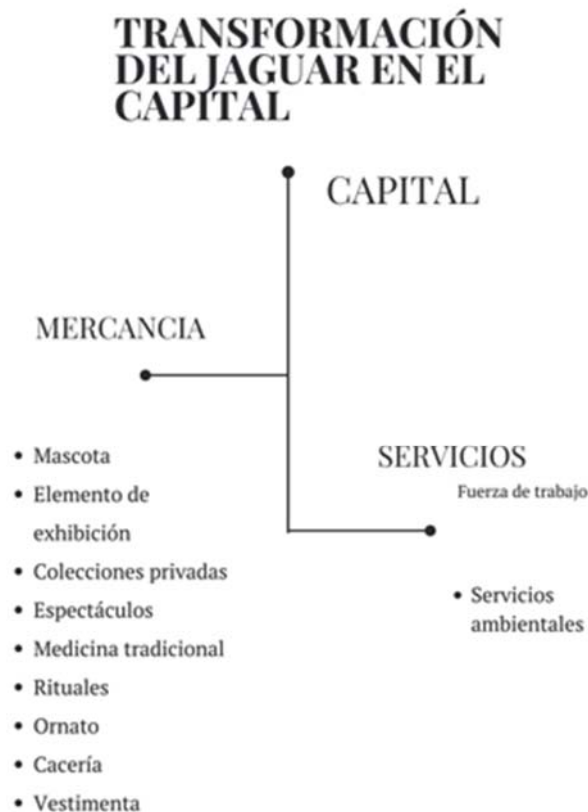 TRANSFORMACIÓN
DEL JAGUAR EN EL
CAPITAL
CAPITAL
MERCANCIA
• Mascota
• Elemento de
exhibición
• Colecciones privadas
• Espectáculos
• Medicina tradicional
• Rituales
• Ornato
• Cacería
• Vestimenta
SERVICIOS
Fuerza de trabajo
• Servicios
ambientales